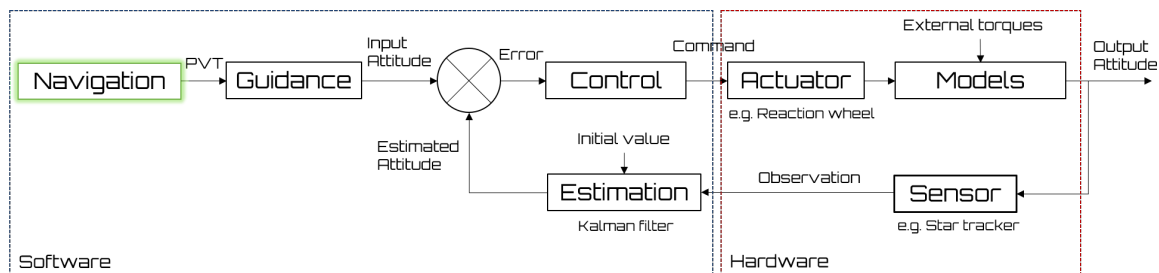 External torques
Input
Attitude
Error
Command
Output
Attitude
PVT
Navigation
Guidance
Control
Actuator
Models
e.g. Reaction wheel
Estimated
Attitude
Initial value
Observation
Estimation
Sensor
Kalman filter
e.g. Star tracker
Software
Hardware